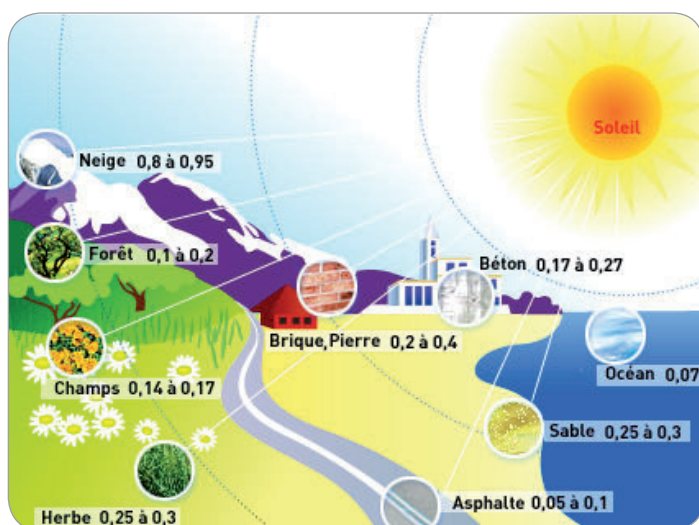 Soleil
Neige 0,8 à 0,95
Forêt 0,1 à 0,2
Béton 0,17 à 0,27
Brique,Pierre 0,2 à 0,4
Océan 0,07
Champs 0,14 à 0,17
Sable 0,25 à 0,3
Asphalte 0,05 à 0,1
Herbe 0,25 à 0,3